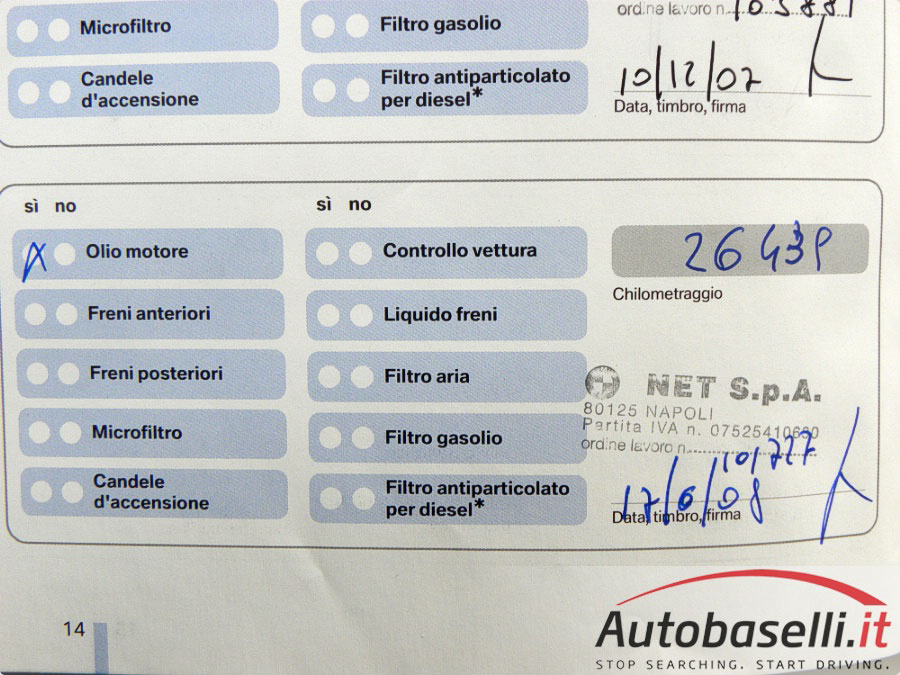 Microfiltro
Filtro gasolio
ordine lavoro n.
Candele
d'accensione
Filtro antiparticolato
per diesel*
10/12/07
Data, timbro, firma
sì no
sì no
Olio motore
Controllo vettura
Chilometraggio
Freni anteriori
Liquido freni
Freni posteriori
Filtro aria
NET S.p.A.
80125 NAPOLI
Partita IVA n. 07525410630
ordine lavoro n.
Microfiltro
Filtro gasolio
101727
Candele
d'accensione
Filtro antiparticolato
per diesel*
17/6/08
Data, timbro, firma
14
Autobaselli.it
STOP SEARCHING. START DRIVING.